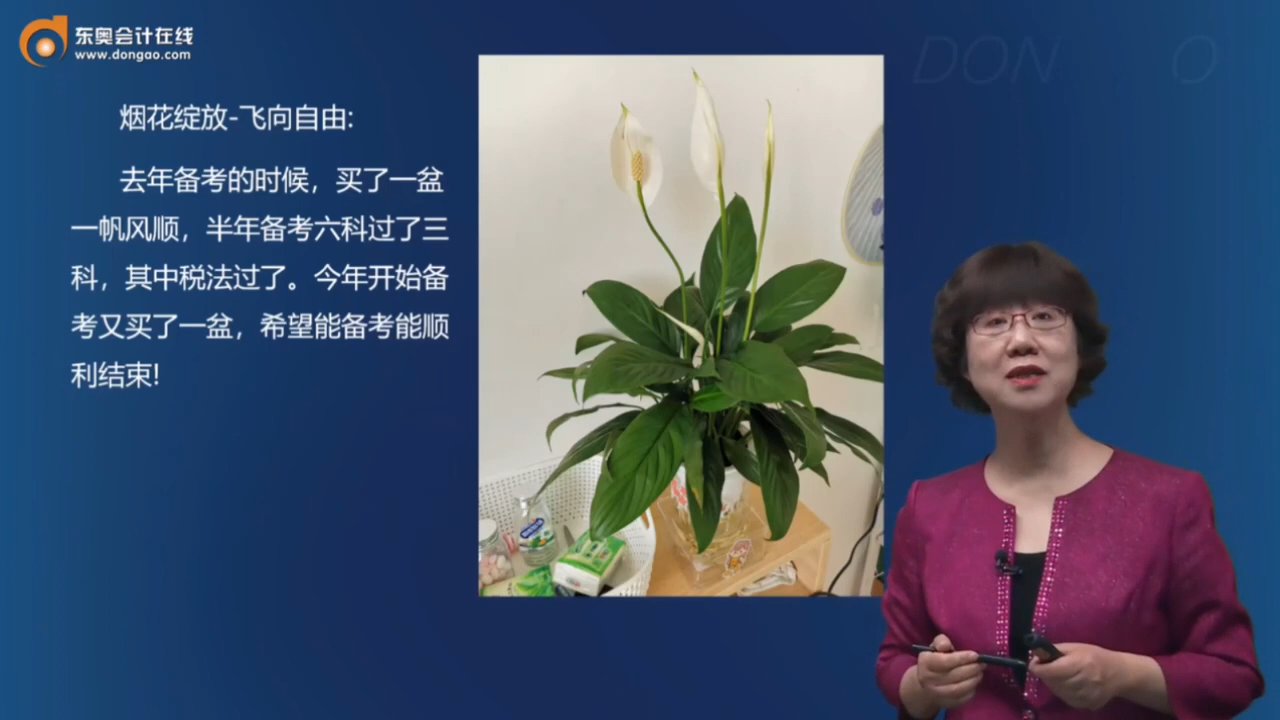 东奥会计在线
www.dongao.com
DON O
烟花绽放-飞向自由:
去年备考的时候，买了一盆
一帆风顺，半年备考六科过了三
科，其中税法过了。今年开始备
考又买了一盆，希望能备考能顺
利结束!